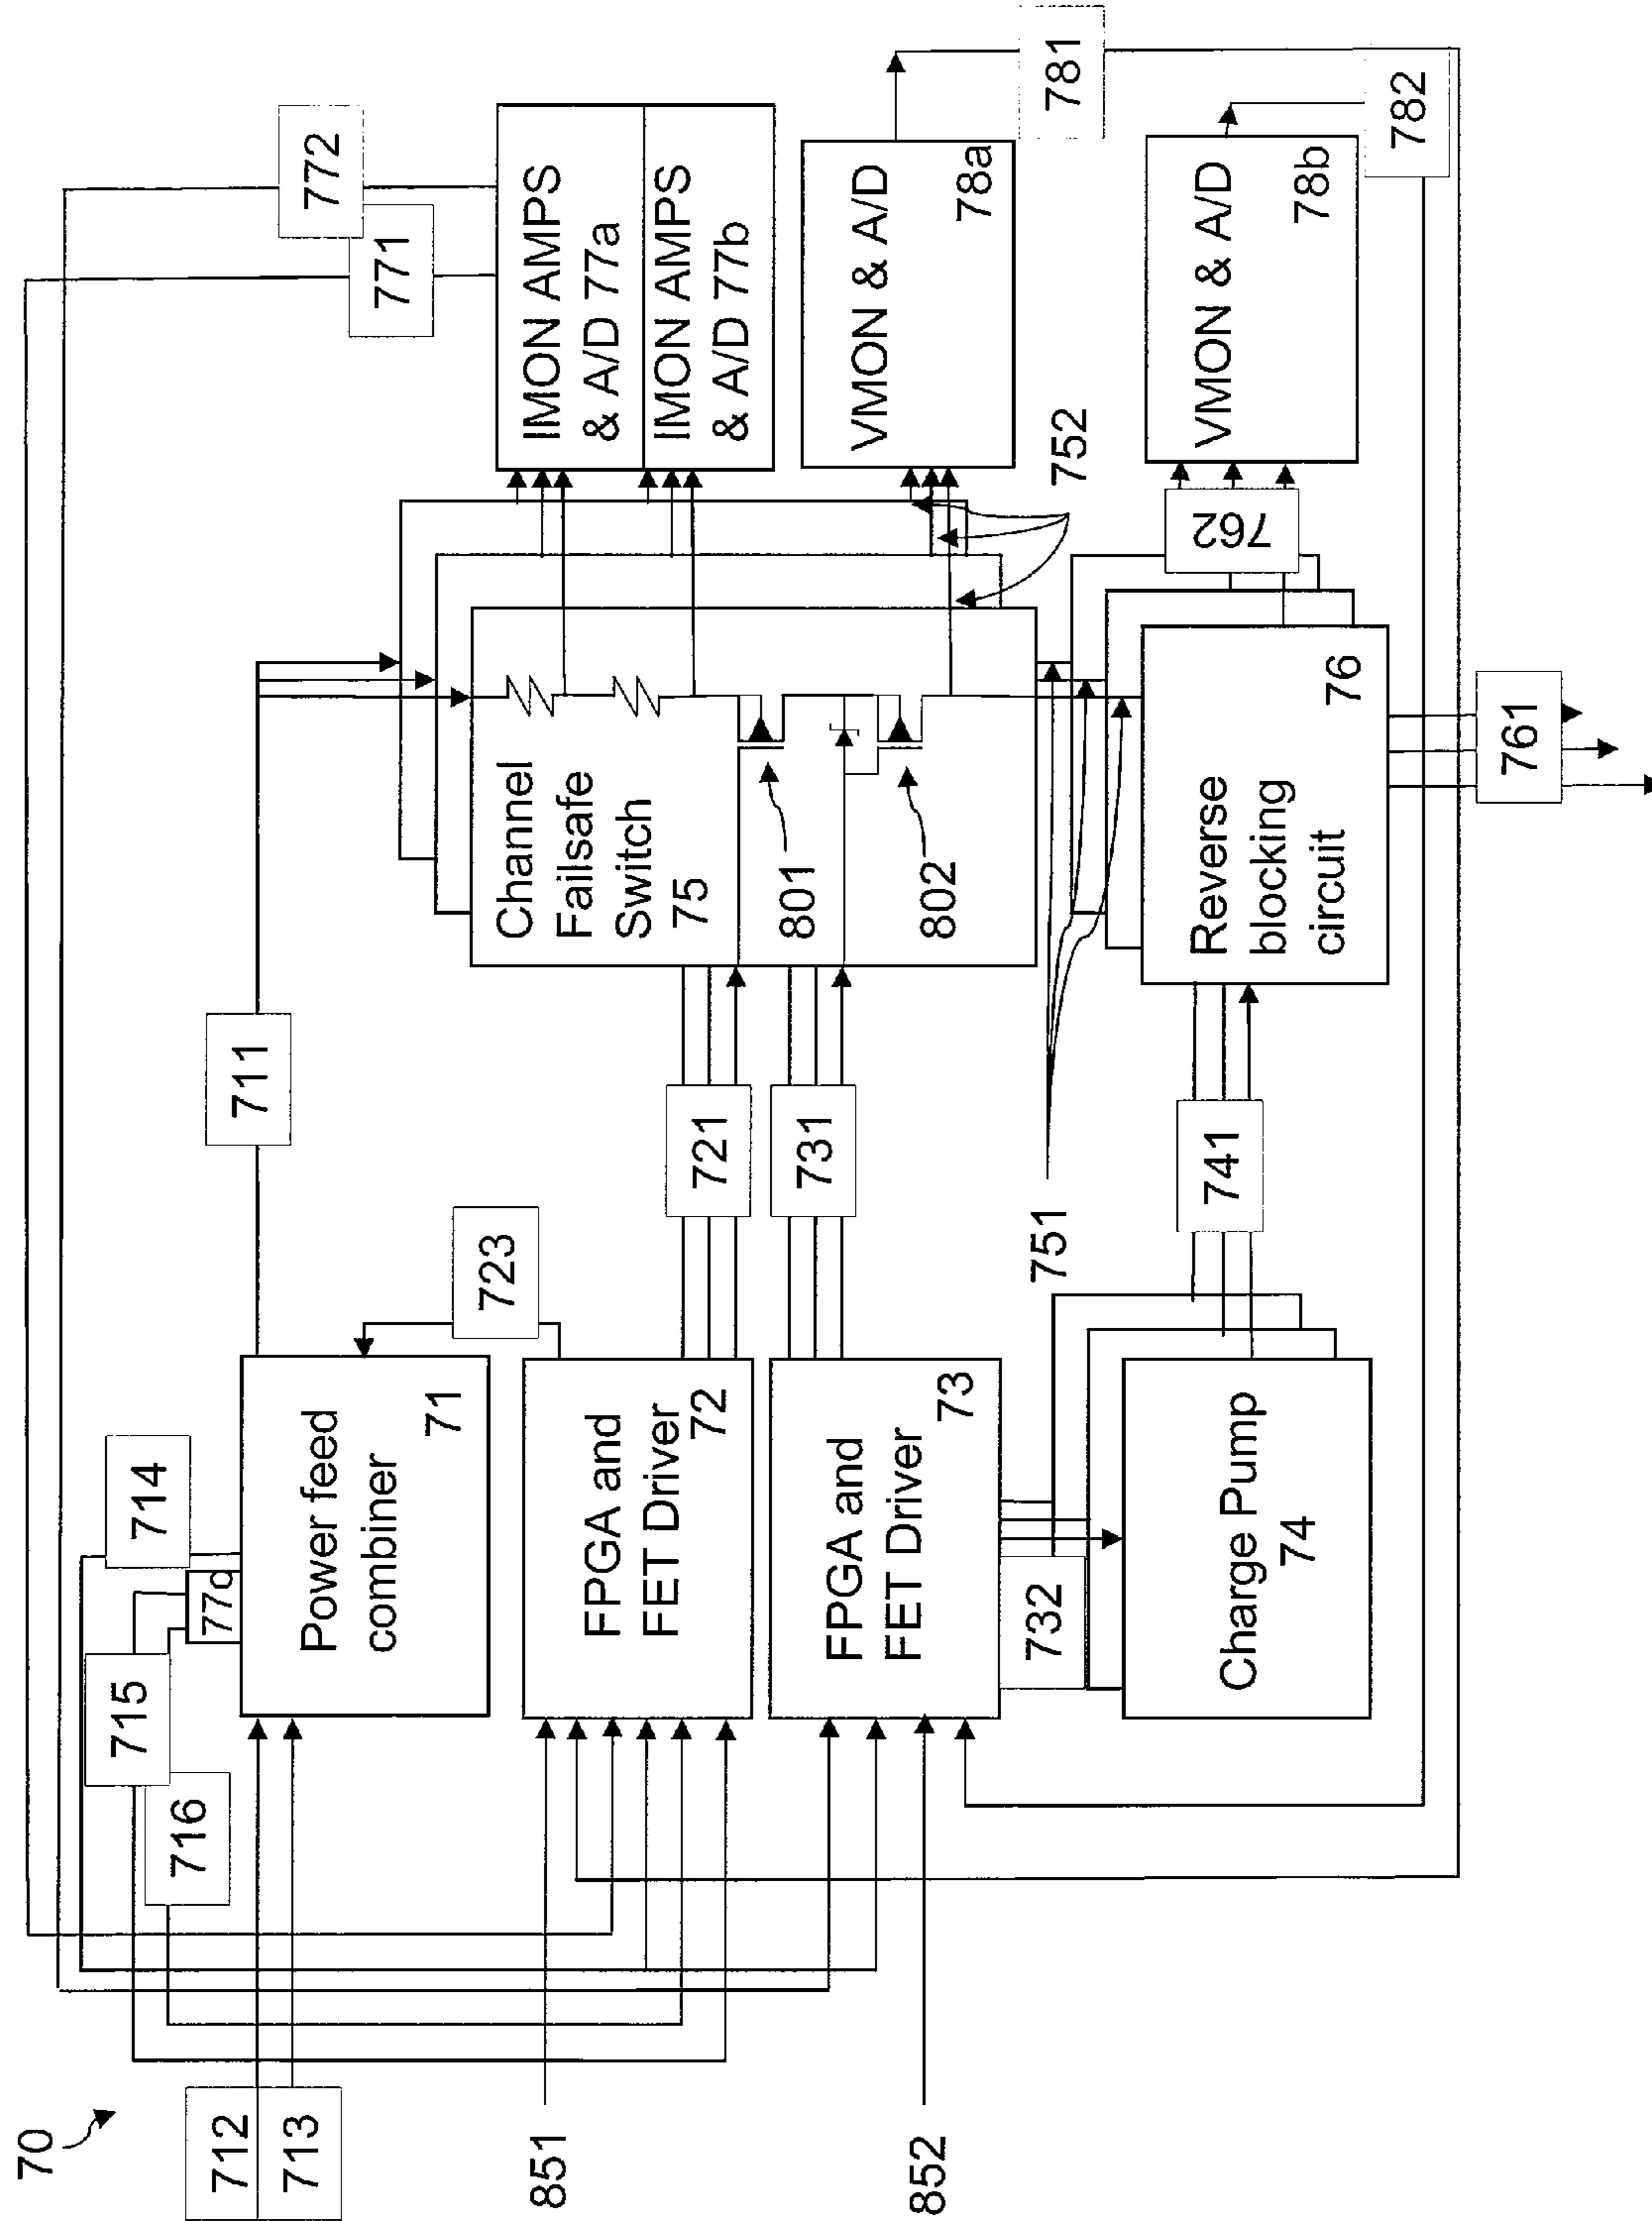 70
712
713
851
852
716
715
714
77c
Power feed
combiner
71
711
723
FPGA and
FET Driver
72
721
FPGA and
FET Driver
73
731
732
Charge Pump
74
741
751
Channel
Failsafe
Switch
75
801
802
Reverse
blocking
circuit
76
761
762
752
771
772
IMON AMPS
& A/D 77a
IMON AMPS
& A/D 77b
VMON & A/D
78a
781
VMON & A/D
78b
782